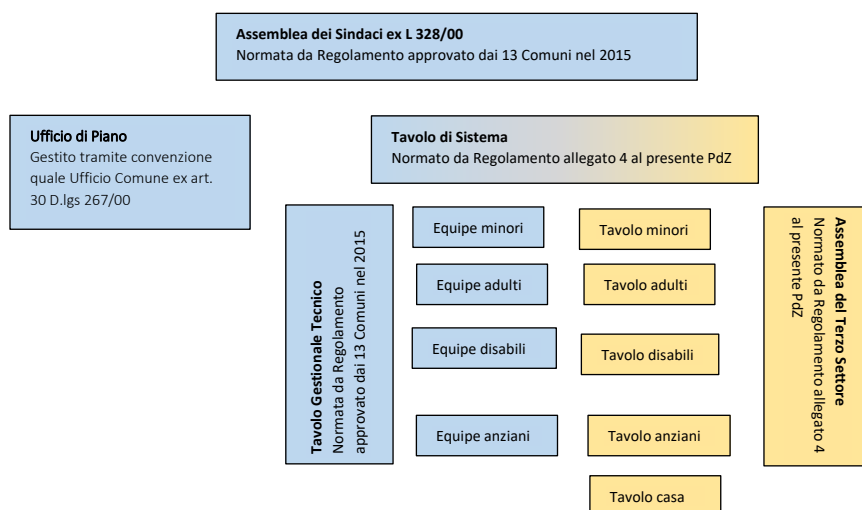 Assemblea dei Sindaci ex L 328/00
Normata da Regolamento approvato dai 13 Comuni nel 2015
Ufficio di Piano
Gestito tramite convenzione
quale Ufficio Comune ex art.
30 D.lgs 267/00
Tavolo di Sistema
Normato da Regolamento allegato 4 al presente PdZ
Tavolo Gestionale Tecnico
Normata da Regolamento
approvato dai 13 Comuni nel 2015
Equipe minori
Tavolo minori
Equipe adulti
Tavolo adulti
Equipe disabili
Tavolo disabili
Equipe anziani
Tavolo anziani
Tavolo casa
Assemblea del Terzo Settore
Normato da Regolamento allegato 4
al presente PdZ